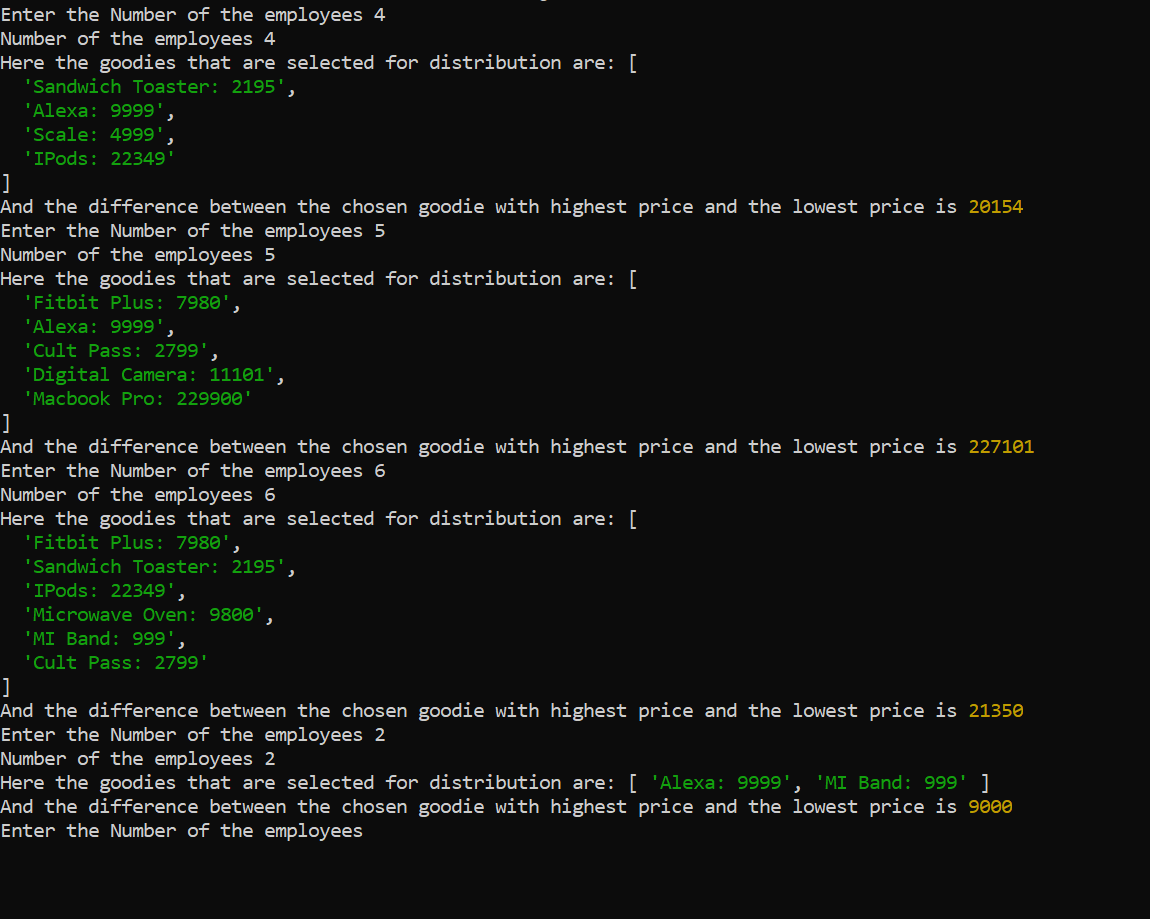 Enter the Number of the employees 4
Number of the employees 4
Here the goodies that are selected for distribution are: [
  'Sandwich Toaster: 2195',
  'Alexa: 9999',
  'Scale: 4999',
  'IPods: 22349'
]
And the difference between the chosen goodie with highest price and the lowest price is 20154
Enter the Number of the employees 5
Number of the employees 5
Here the goodies that are selected for distribution are: [
  'Fitbit Plus: 7980',
  'Alexa: 9999',
  'Cult Pass: 2799',
  'Digital Camera: 11101',
  'Macbook Pro: 229900'
]
And the difference between the chosen goodie with highest price and the lowest price is 227101
Enter the Number of the employees 6
Number of the employees 6
Here the goodies that are selected for distribution are: [
  'Fitbit Plus: 7980',
  'Sandwich Toaster: 2195',
  'IPods: 22349',
  'Microwave Oven: 9800',
  'MI Band: 999',
  'Cult Pass: 2799'
]
And the difference between the chosen goodie with highest price and the lowest price is 21350
Enter the Number of the employees 2
Number of the employees 2
Here the goodies that are selected for distribution are: [ 'Alexa: 9999', 'MI Band: 999' ]
And the difference between the chosen goodie with highest price and the lowest price is 9000
Enter the Number of the employees